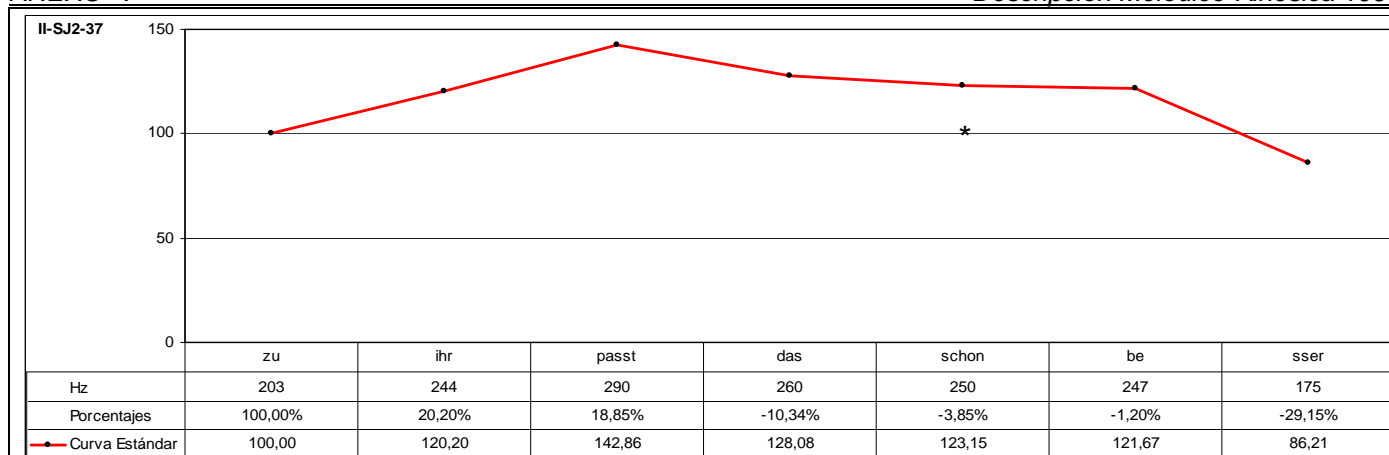 II-SJ2-37
150
100
*
50
0
zu ihr passt das schon be sser
Hz 203 244 290 260 250 247 175
Porcentajes 100,00% 20,20% 18,85% -10,34% -3,85% -1,20% -29,15%
Curva Estándar 100,00 120,20 142,86 128,08 123,15 121,67 86,21